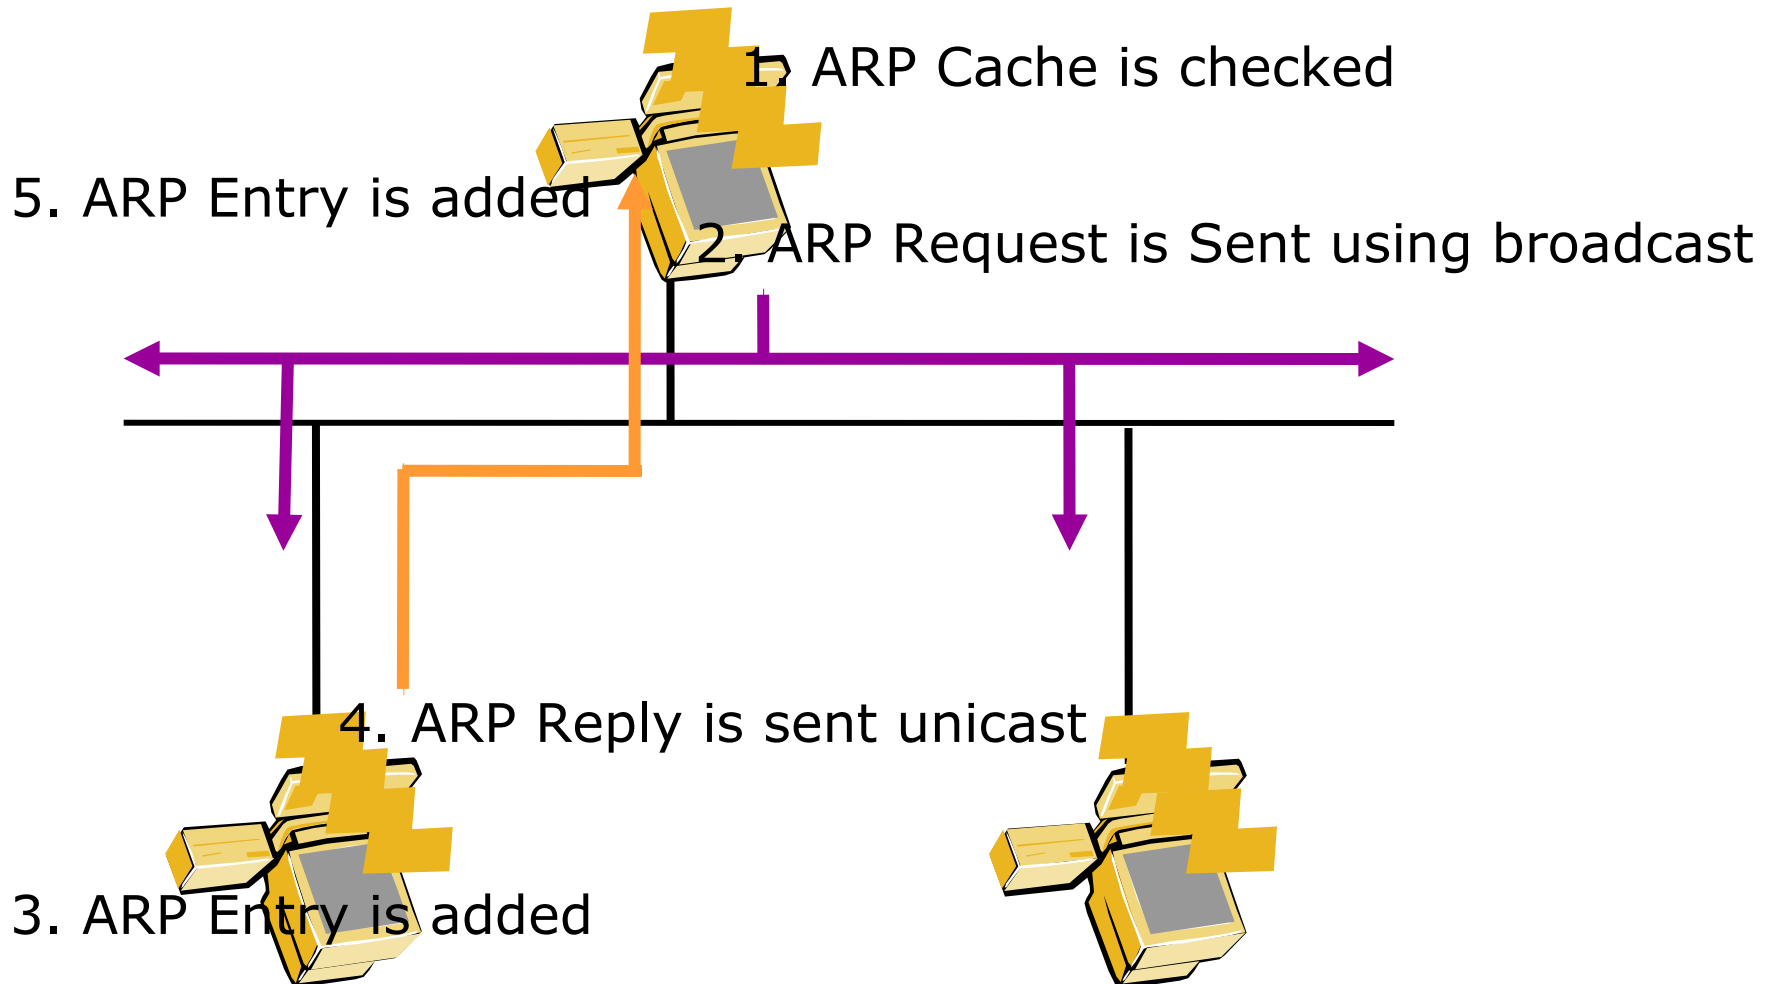 1. ARP Cache is checked
5. ARP Entry is added
2. ARP Request is Sent using broadcast
4. ARP Reply is sent unicast
3. ARP Entry is added